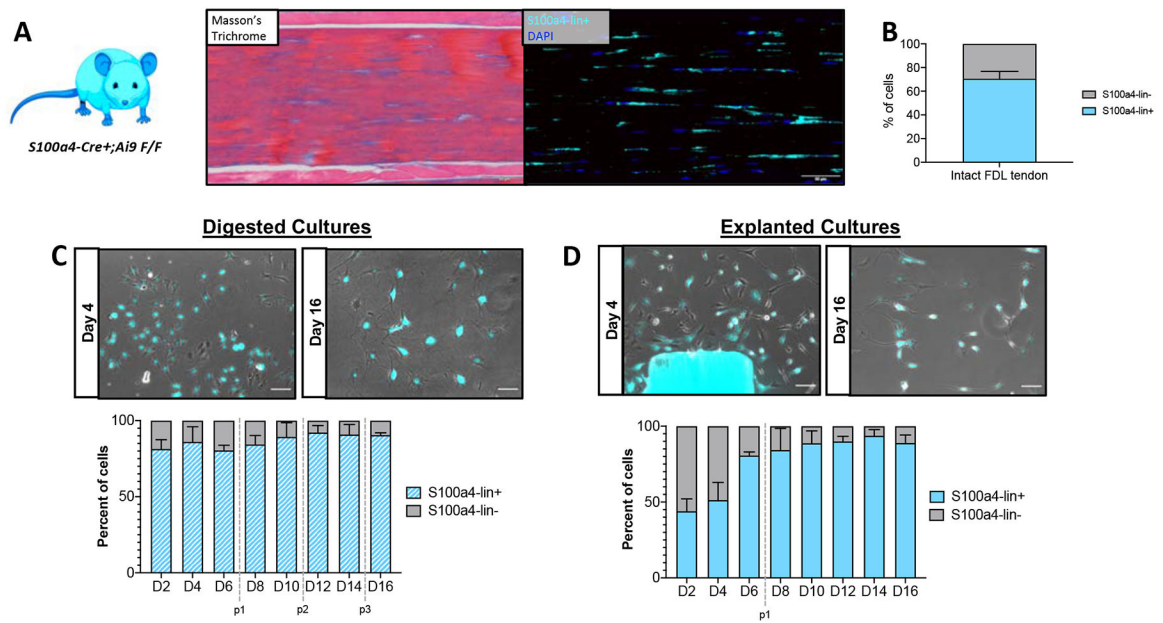 A
S100a4-Cre+;Ai9 F/F
Masson's
Trichrome
S100a4-lin+
DAPI
B
100
80
60
40
20
0
% of cells
Intact FDL tendon
S100a4-lin-
S100a4-lin+
Digested Cultures
C
Day 4
Day 16
100
50
0
Percent of cells
D2 D4 D6 D8 D10 D12 D14 D16
p1 p2 p3
S100a4-lin+
S100a4-lin-
Explanted Cultures
D
Day 4
Day 16
100
50
0
Percent of cells
D2 D4 D6 D8 D10 D12 D14 D16
p1
S100a4-lin+
S100a4-lin-